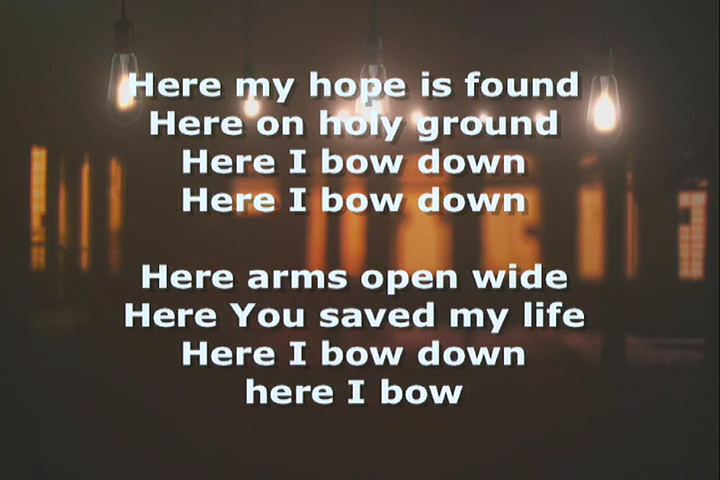 Here my hope is found
Here on holy ground
Here I bow down
Here I bow down
Here arms open wide
Here You saved my life
Here I bow down
here I bow